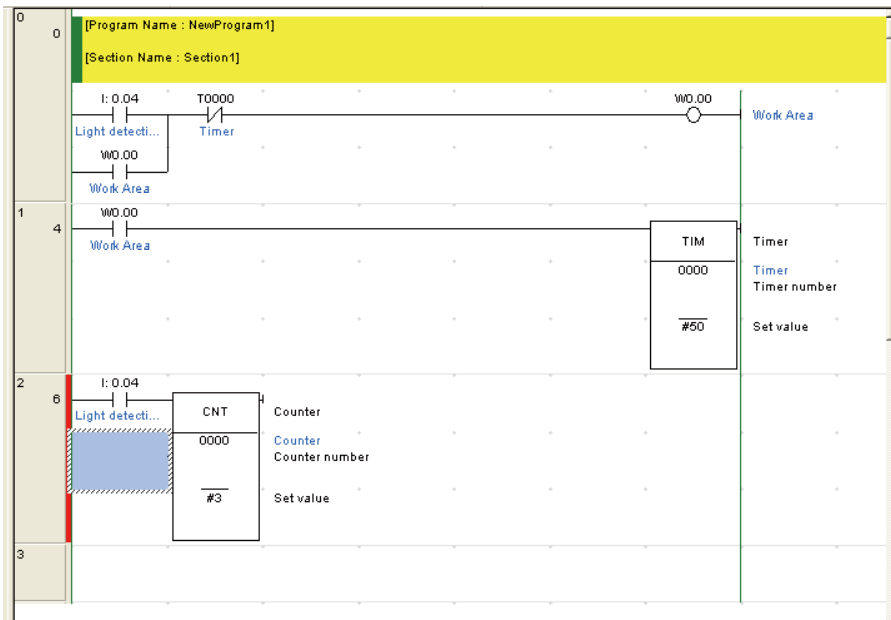 0
0
[Program Name : NewProgram1]
[Section Name : Section1]
I: 0.04
T0000
W0.00
Light detecti...
Timer
Work Area
W0.00
Work Area
1
4
W0.00
Work Area
TIM
Timer
0000
Timer
Timer number
#50
Set value
2
6
I: 0.04
Light detecti...
CNT
Counter
0000
Counter
Counter number
#3
Set value
3